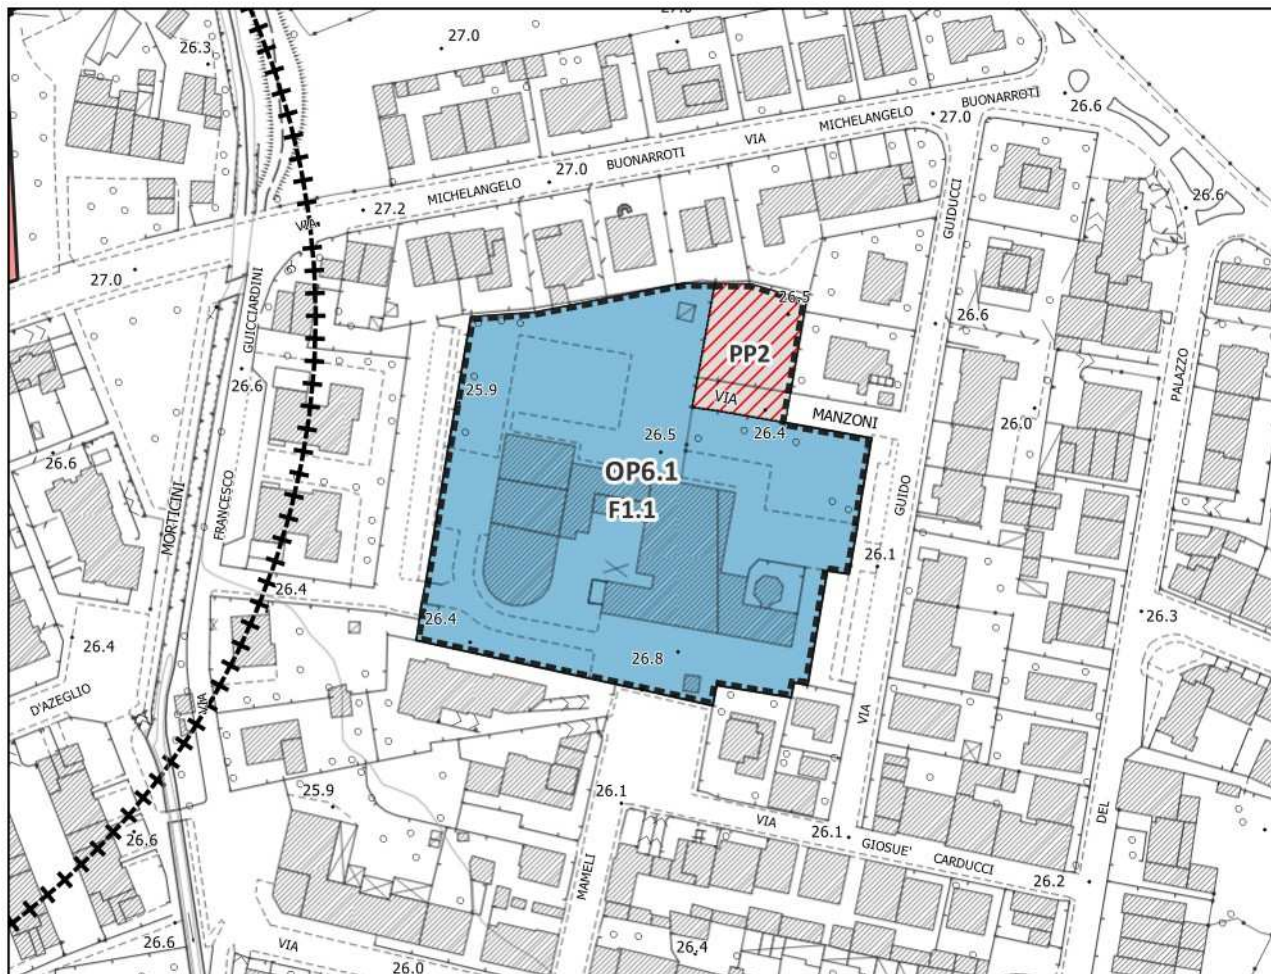 27.0
26.3
27.0
BUONARROTI
26.6
MICHELANGELO
27.0
VIA
BUONARROTI
27.0
MICHELANGELO
27.2
VIA
26.6
GUIDUCCI
27.0
GUICCIARDINI
26.5
26.6
PP2
PALAZZO
26.6
25.9
VIA
MANZONI
26.4
26.0
26.5
OP6.1
F1.1
26.6
MORTICINI
FRANCESCO
GUIDO
26.1
26.4
26.4
26.3
26.4
26.8
D'AZEGLIO
VIA
VIA
25.9
26.1
VIA
26.1
GIOSUE' CARDUCCI
DEL
26.6
MAMELI
26.2
26.6
VIA
26.4
26.0